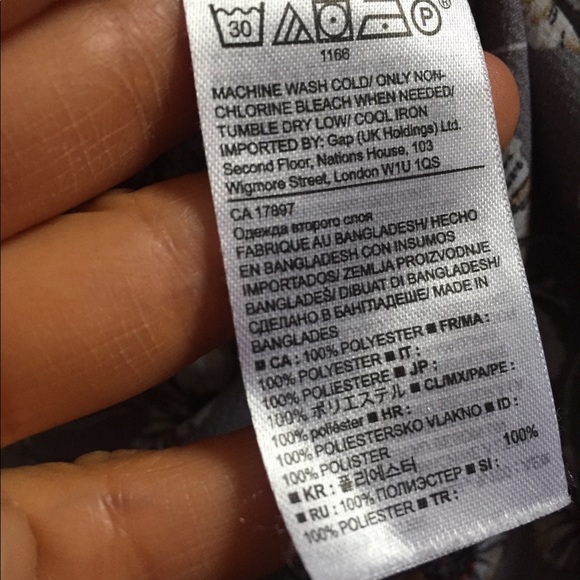 30 P ®
1166
MACHINE WASH COLD/ ONLY NON-
CHLORINE BLEACH WHEN NEEDED/
TUMBLE DRY LOW/ COOL IRON
IMPORTED BY: Gap (UK Holdings) Ltd.
Second Floor, Nations House, 103
Wigmore Street, London W1U 1QS
CA 17897
Одежда второго слоя
FABRIQUE AU BANGLADESH/ HECHO
EN BANGLADESH CON INSUMOS
IMPORTADOS/ ZEMLJA PROIZVODNJE
BANGLADEŠ/ DIBUAT DI BANGLADESH/
СДЕЛАНО В БАНГЛАДЕШЕ/ MADE IN
BANGLADES
■ CA : 100% POLYESTER ■ FR/MA :
100% POLYESTER ■ IT :
100% POLIESTERE ■ JP :
100% ポリエステル ■ CL/MX/PA/PE :
100% poliéster ■ HR :
100% POLIESTERSKO VLAKNO ■ ID :
100% POLISTER
■ KR : 폴리에스터 100%
■ RU : 100% ПОЛИЭСТЕР ■ SI :
100% POLIESTER ■ TR :